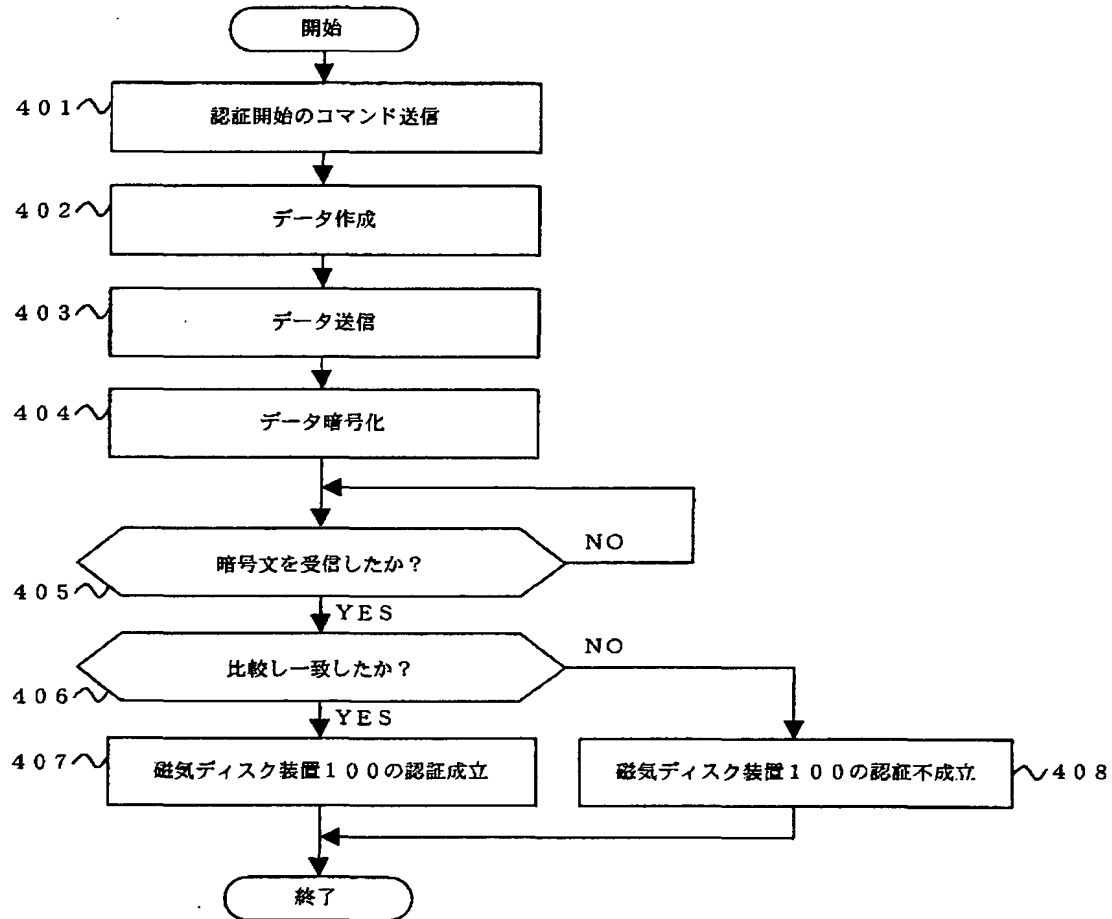 開始
401
認証開始のコマンド送信
402
データ作成
403
データ送信
404
データ暗号化
暗号文を受信したか？
NO
405
YES
比較し一致したか？
NO
406
YES
407
磁気ディスク装置100の認証成立
磁気ディスク装置100の認証不成立
408
終了